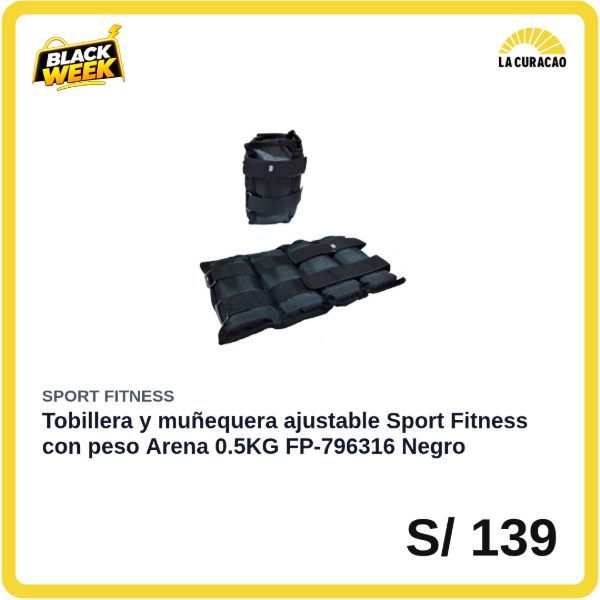 BLACK
WEEK
LA CURACAO
SPORT FITNESS
Tobillera y muñequera ajustable Sport Fitness
con peso Arena 0.5KG FP-796316 Negro
S/ 139